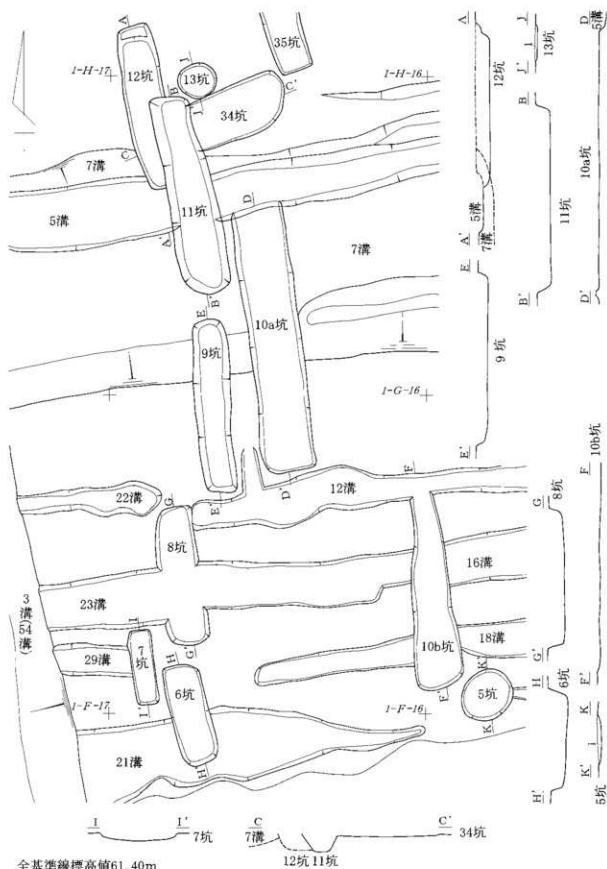 A
35坑
1-H-17
12坑
J
13坑
B
C'
1-H-16
J'
34坑
C
7溝
5溝
11坑
D
A'
7溝
B'
E
10a坑
9坑
1-G-16
D'
F
E'
12溝
22溝
G
8坑
16溝
23溝
3溝(54溝)
I
7坑
29溝
G'
H
18溝
10b坑
K'
6坑
I'
F'
5坑
1-F-17
1-F-16
K
21溝
H'
A
12坑
5溝
7溝
A'
J
13坑
J'
B
11坑
B'
D
5溝
10a坑
D'
E
9坑
E'
F
10b坑
F'
G
8坑
G'
H
6坑
H'
K
K'
5坑
I
I'
7坑
C
7溝
12坑
11坑
C'
34坑
全基準線標高値61.40m